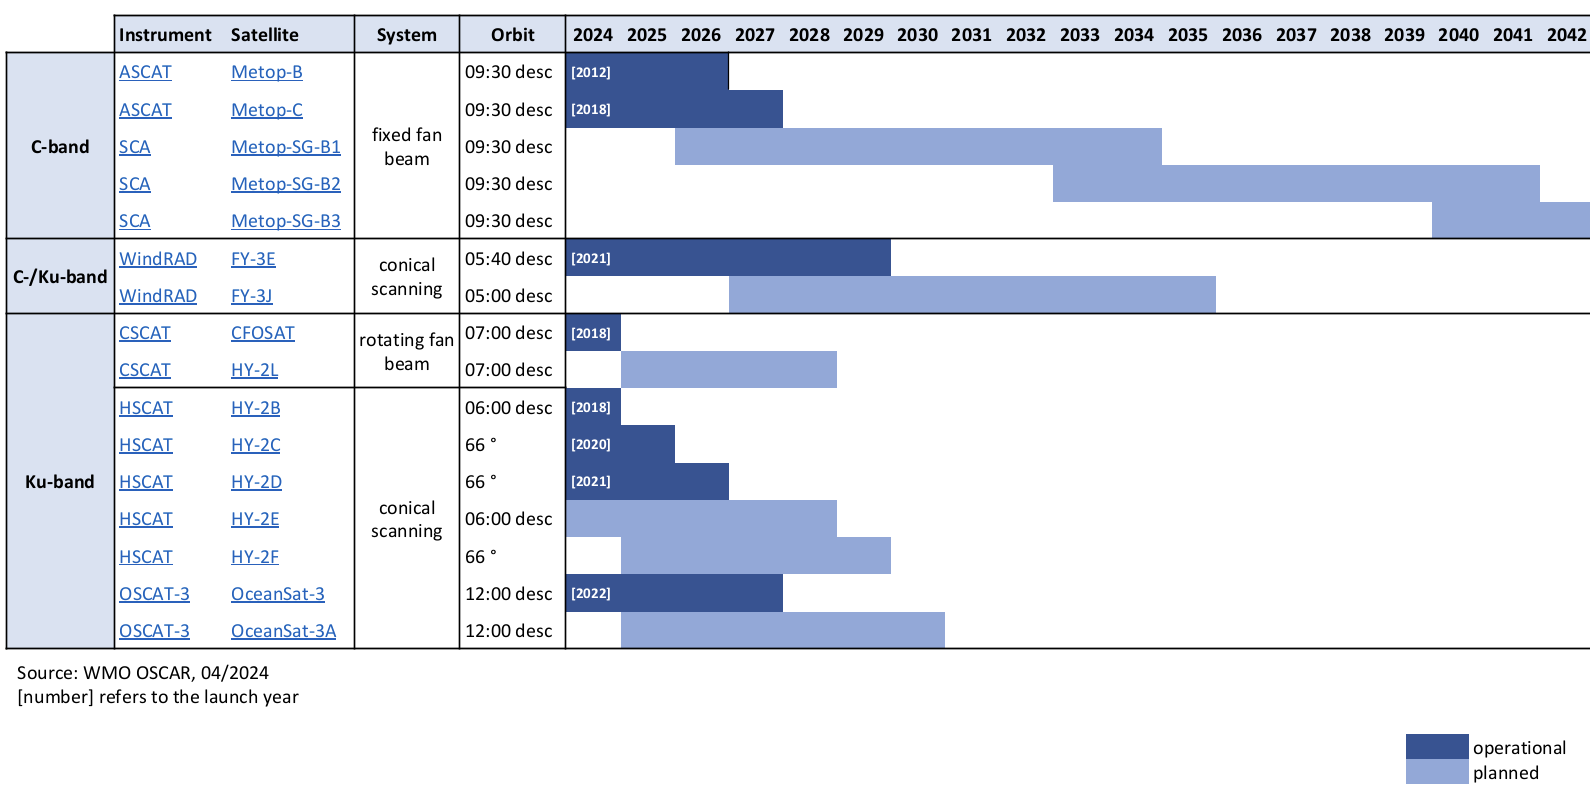 Instrument Satellite System Orbit 2024 2025 2026 2027 2028 2029 2030 2031 2032 2033 2034 2035 2036 2037 2038 2039 2040 2041 2042
C-band
fixed fan beam
ASCAT Metop-B 09:30 desc [2012]
ASCAT Metop-C 09:30 desc [2018]
SCA Metop-SG-B1 09:30 desc
SCA Metop-SG-B2 09:30 desc
SCA Metop-SG-B3 09:30 desc
C-/Ku-band
conical scanning
WindRAD FY-3E 05:40 desc [2021]
WindRAD FY-3J 05:00 desc
Ku-band
rotating fan beam
CSCAT CFOSAT 07:00 desc [2018]
CSCAT HY-2L 07:00 desc
conical scanning
HSCAT HY-2B 06:00 desc [2018]
HSCAT HY-2C 66 ° [2020]
HSCAT HY-2D 66 ° [2021]
HSCAT HY-2E 06:00 desc
HSCAT HY-2F 66 °
OSCAT-3 OceanSat-3 12:00 desc [2022]
OSCAT-3 OceanSat-3A 12:00 desc
Source: WMO OSCAR, 04/2024
[number] refers to the launch year
operational
planned